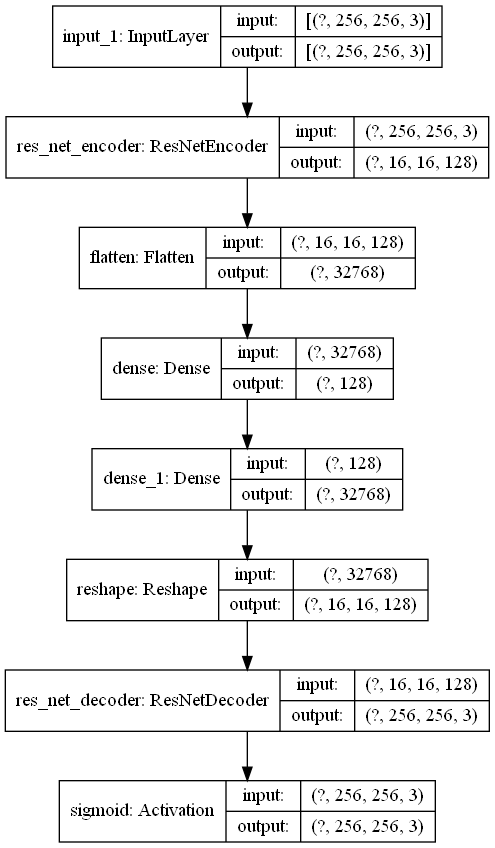 input_1: InputLayer
input:
[(?, 256, 256, 3)]
output:
[(?, 256, 256, 3)]
res_net_encoder: ResNetEncoder
input:
(?, 256, 256, 3)
output:
(?, 16, 16, 128)
flatten: Flatten
input:
(?, 16, 16, 128)
output:
(?, 32768)
dense: Dense
input:
(?, 32768)
output:
(?, 128)
dense_1: Dense
input:
(?, 128)
output:
(?, 32768)
reshape: Reshape
input:
(?, 32768)
output:
(?, 16, 16, 128)
res_net_decoder: ResNetDecoder
input:
(?, 16, 16, 128)
output:
(?, 256, 256, 3)
sigmoid: Activation
input:
(?, 256, 256, 3)
output:
(?, 256, 256, 3)